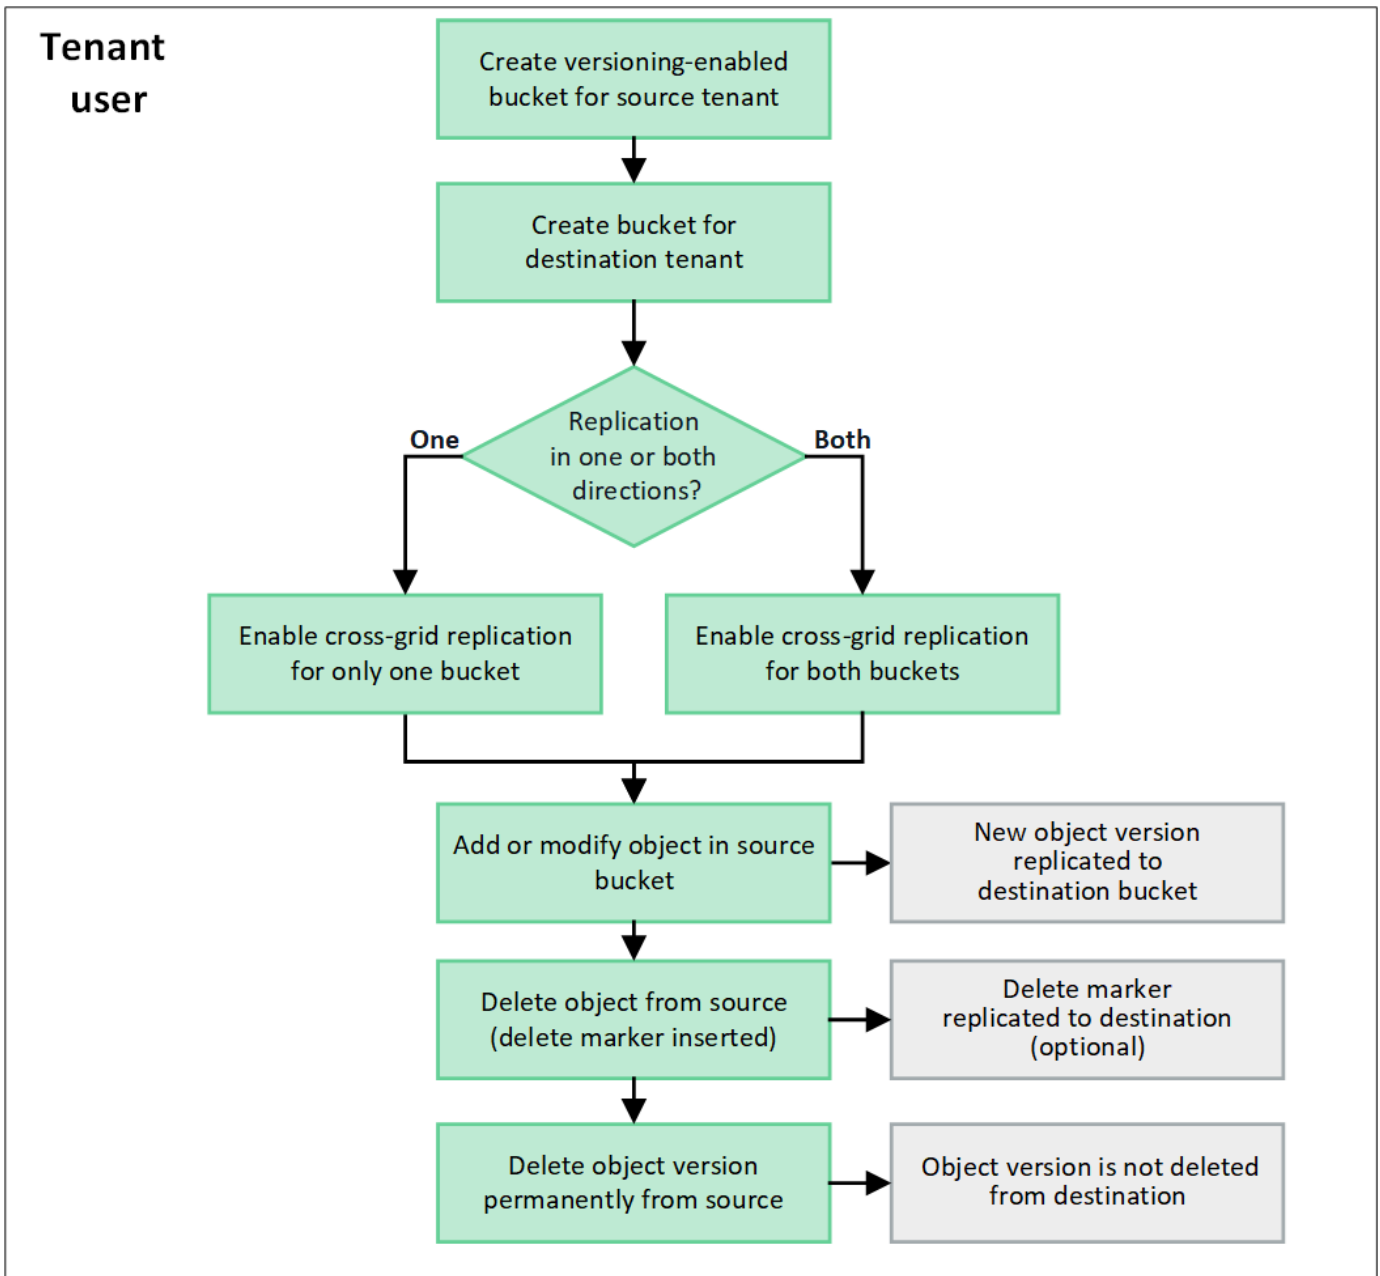 Tenant
user
Create versioning-enabled
bucket for source tenant
Create bucket for
destination tenant
Replication
in one or both
directions?
One
Both
Enable cross-grid replication
for only one bucket
Enable cross-grid replication
for both buckets
Add or modify object in source
bucket
New object version
replicated to
destination bucket
Delete object from source
(delete marker inserted)
Delete marker
replicated to destination
(optional)
Delete object version
permanently from source
Object version is not deleted
from destination